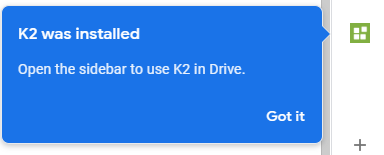 K2 was installed
Open the sidebar to use K2 in Drive.
Got it